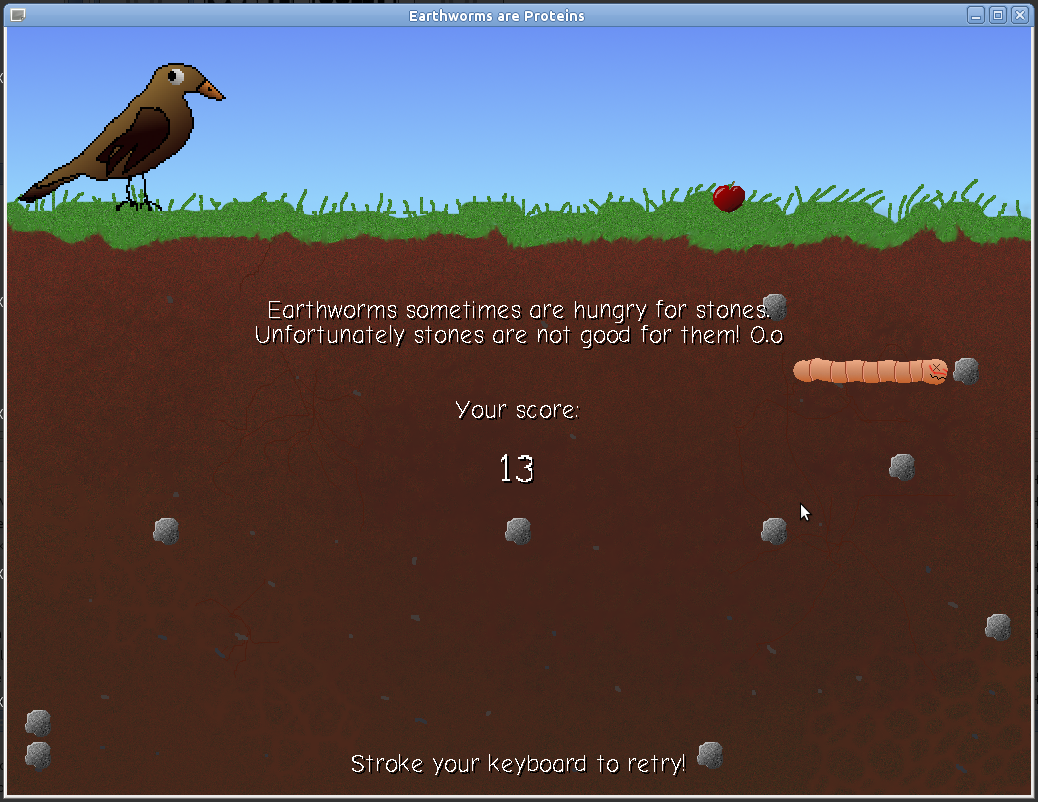 Earthworms are Proteins
Earthworms sometimes are hungry for stones.
Unfortunately stones are not good for them! O.o
Your score:
13
Stroke your keyboard to retry!